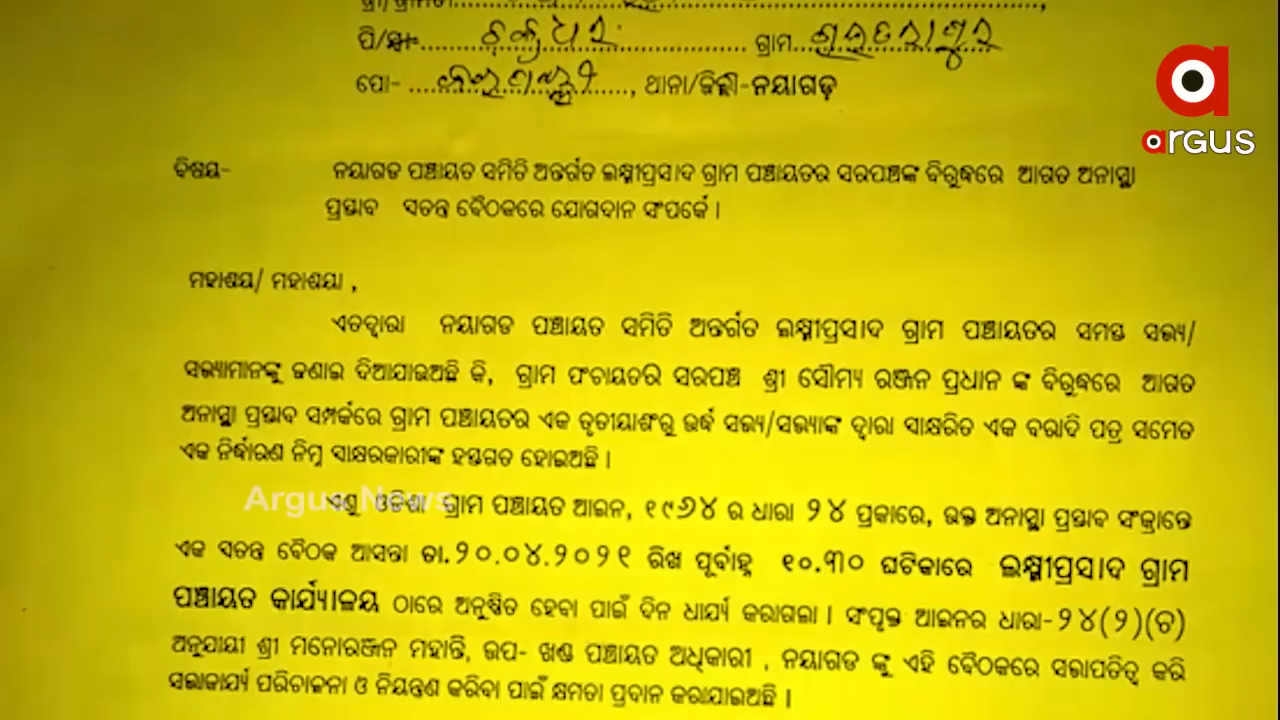 ପି/ସ୍ୱା-........ଚକ୍ରଧର........ ଗ୍ରାମ........
ପୋ- ........, ଥାନା/ଜିଲ୍ଲା-ନୟାଗଡ଼
argus
ବିଷୟ- ନୟାଗଡ ପଞ୍ଚାୟତ ସମିତି ଅନ୍ତର୍ଗତ ଲକ୍ଷ୍ମୀପ୍ରସାଦ ଗ୍ରାମ ପଞ୍ଚାୟତର ସରପଞ୍ଚଙ୍କ ବିରୁଦ୍ଧରେ ଆଗତ ଅନାସ୍ଥା
ପ୍ରସ୍ତାବ ସତନ୍ତ ବୈଠକରେ ଯୋଗଦାନ ସଂପର୍କେ ।
ମହାଶୟ/ ମହାଶୟା ,
ଏତଦ୍ୱାରା ନୟାଗଡ ପଞ୍ଚାୟତ ସମିତି ଅନ୍ତର୍ଗତ ଲକ୍ଷ୍ମୀପ୍ରସାଦ ଗ୍ରାମ ପଞ୍ଚାୟତର ସମସ୍ତ ସଭ୍ୟ/
ସଭ୍ୟାମାନଙ୍କୁ ଜଣାଇ ଦିଆଯାଉଅଛି କି, ଗ୍ରାମ ପଂଚାୟତର ସରପଞ୍ଚ ଶ୍ରୀ ସୌମ୍ୟ ରଞ୍ଜନ ପ୍ରଧାନ ଙ୍କ ବିରୁଦ୍ଧରେ ଆଗତ
ଅନାସ୍ଥା ପ୍ରସ୍ତାବ ସମ୍ପର୍କରେ ଗ୍ରାମ ପଞ୍ଚାୟତର ଏକ ତୃତୀୟାଙ୍ଶରୁ ଉର୍ଦ୍ଧ ସଭ୍ୟ/ସଭ୍ୟାଙ୍କ ଦ୍ୱାରା ସାକ୍ଷରିତ ଏକ ବରାଦି ପତ୍ର ସମେତ
ଏକ ନିର୍ଦ୍ଧାରଣ ନିମ୍ନ ସାକ୍ଷରକାରୀଙ୍କ ହସ୍ତଗତ ହୋଇଅଛି ।
Argus News
ଏଣୁ ଓଡିଶା ଗ୍ରାମ ପଞ୍ଚାୟତ ଆଇନ, ୧୯୬୪ ର ଧାରା ୨୪ ପ୍ରକାରେ, ଉକ୍ତ ଅନାସ୍ଥା ପ୍ରସ୍ତାବ ସଂକ୍ରାନ୍ତେ
ଏକ ସତନ୍ତ ବୈଠକ ଆସନ୍ତା ତା.୨୦.୦୪.୨୦୨୧ ରିଖ ପୂର୍ବାହ୍ନ ୧୦.୩୦ ଘଟିକାରେ ଲକ୍ଷ୍ମୀପ୍ରସାଦ ଗ୍ରାମ
ପଞ୍ଚାୟତ କାର୍ଯ୍ୟାଳୟ ଠାରେ ଅନୁଷ୍ଠିତ ହେବା ପାଇଁ ଦିନ ଧାର୍ଯ୍ୟ କରାଗଲା । ସଂପୃକ୍ତ ଆଇନର ଧାରା-୨୪(୨)(ଚ)
ଅନୁଯାୟୀ ଶ୍ରୀ ମନୋରଞ୍ଜନ ମହାନ୍ତି, ଉପ- ଖଣ୍ଡ ପଞ୍ଚାୟତ ଅଧିକାରୀ , ନୟାଗଡ ଙ୍କୁ ଏହି ବୈଠକରେ ସଭାପତିତ୍ୱ କରି
ସଭାକାର୍ଯ୍ୟ ପରିଚାଳନା ଓ ନିୟନ୍ତଣ କରିବା ପାଇଁ କ୍ଷମତା ପ୍ରଦାନ କରାଯାଇଅଛି ।